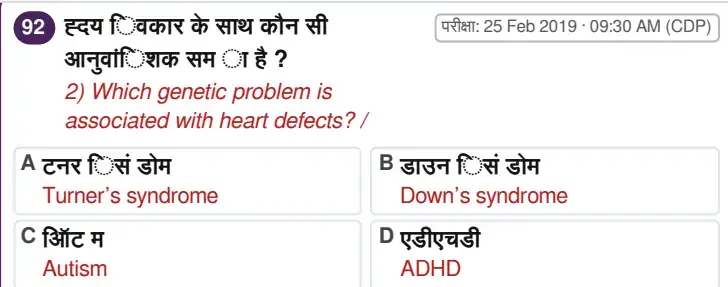 92 ह्दय िवकार के साथ कौन सी
परीक्षा: 25 Feb 2019 · 09:30 AM (CDP)
आनुवांिशक सम ा है ?
2) Which genetic problem is
associated with heart defects? /
A टनर िसं डोम
Turner's syndrome
B डाउन िसं डोम
Down's syndrome
C ऑिट म
Autism
D एडीएचडी
ADHD